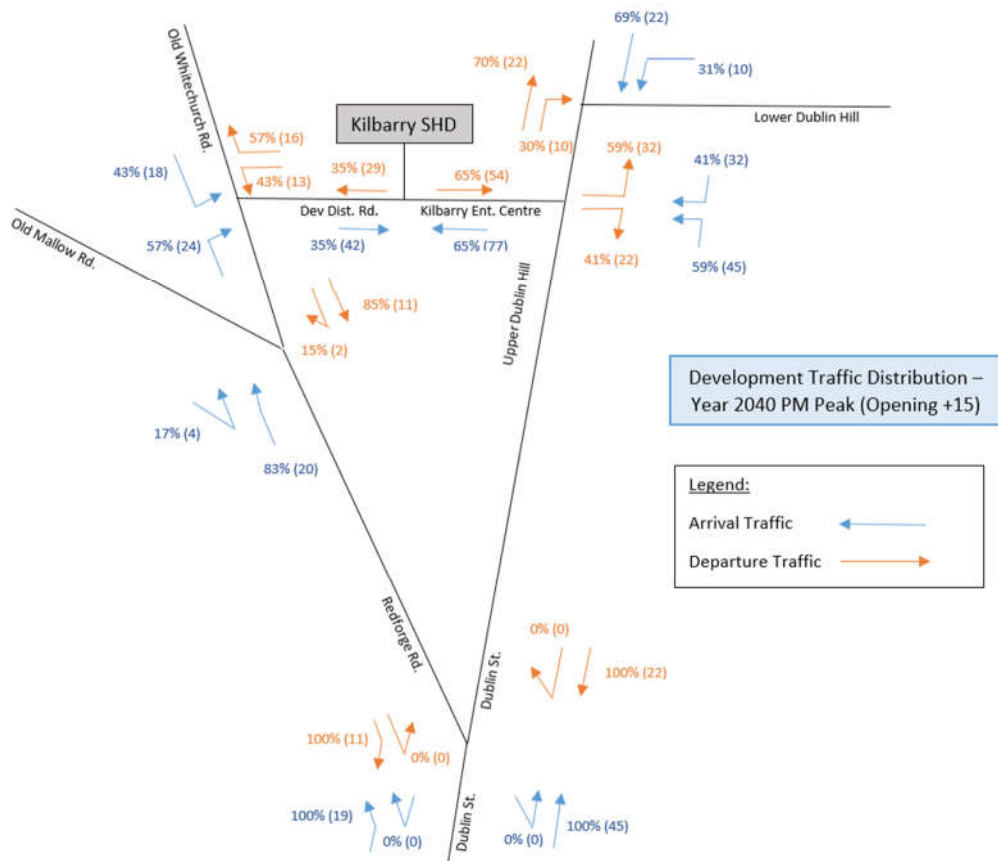 69% (22)
31% (10)
70% (22)
30% (10)
Old Whitechurch Rd.
Lower Dublin Hill
Kilbarry SHD
57% (16)
43% (13)
43% (18)
35% (29)
65% (54)
59% (32)
41% (32)
Dev Dist. Rd.
Kilbarry Ent. Centre
Old Mallow Rd.
57% (24)
35% (42)
65% (77)
41% (22)
59% (45)
85% (11)
15% (2)
Upper Dublin Hill
Development Traffic Distribution –
Year 2040 PM Peak (Opening +15)
17% (4)
83% (20)
Legend:
Arrival Traffic
Departure Traffic
Redforge Rd.
Dublin St.
0% (0)
100% (22)
100% (11)
0% (0)
100% (19)
0% (0)
Dublin St.
0% (0)
100% (45)